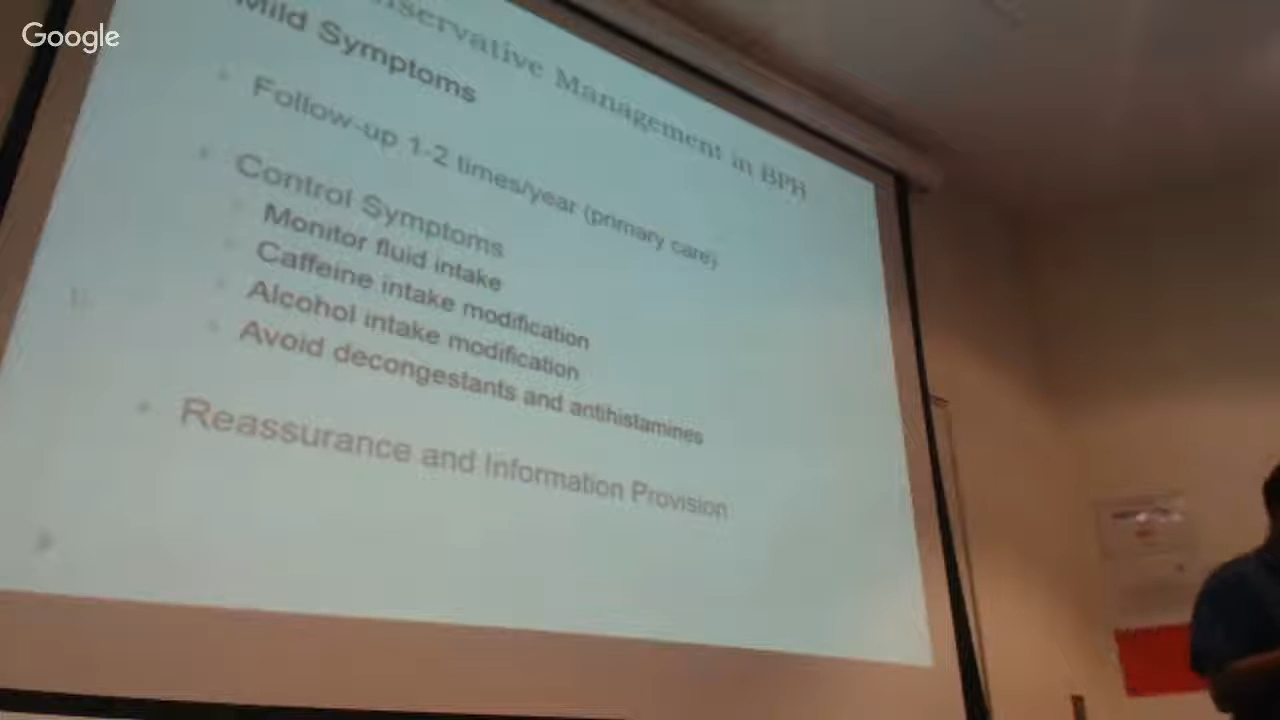 Google
nservative Management in BPH
Mild Symptoms
Follow-up 1-2 times/year (primary care)
Control Symptoms
Monitor fluid intake
Caffeine intake modification
Alcohol intake modification
Avoid decongestants and antihistamines
Reassurance and Information Provision